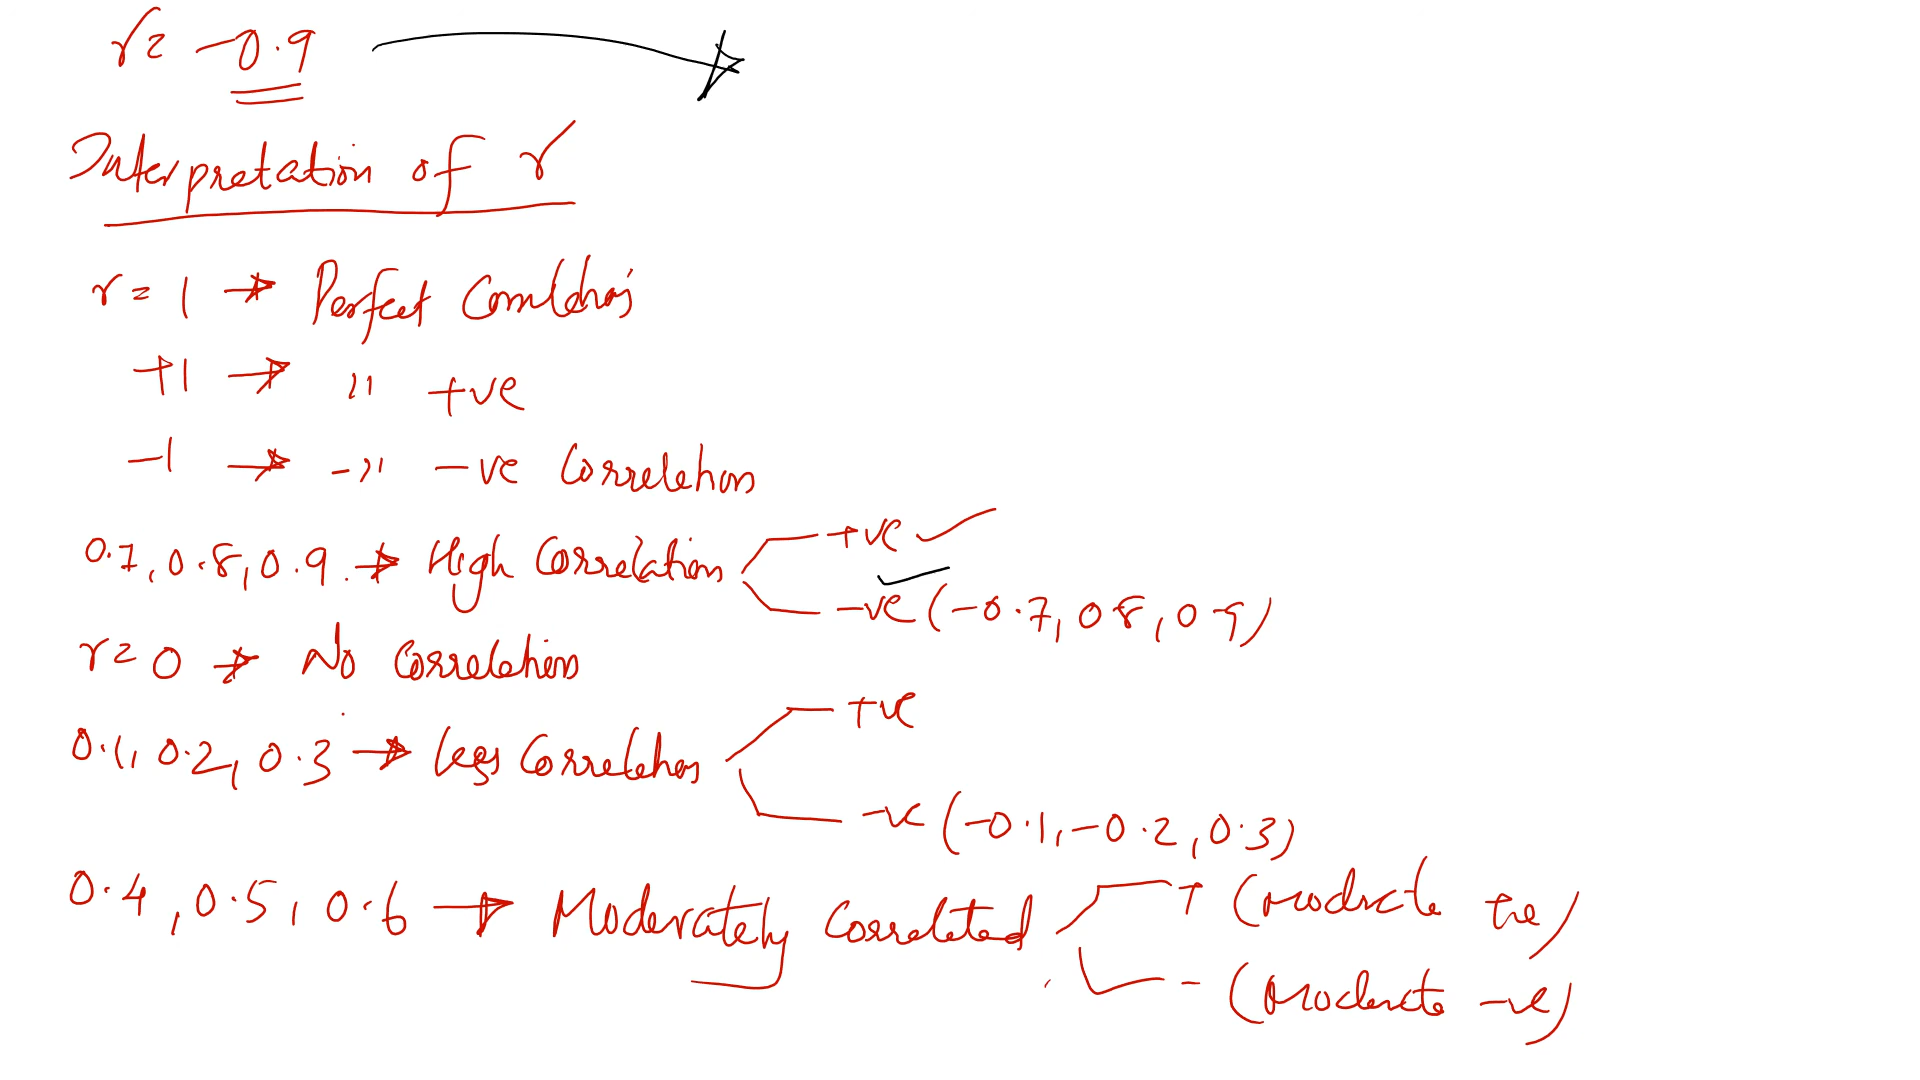 r = -0.9
Interpretation of r
r = 1 → Perfect Correlation
+1 → " +ve
-1 → -"- -ve Correlation
0.7, 0.8, 0.9 → High Correlation +ve ✓
-ve (-0.7, 0.8, 0.9) ✓
r = 0 → No Correlation
0.1, 0.2, 0.3 → Less Correlation +ve
-ve (-0.1, -0.2, 0.3)
0.4, 0.5, 0.6 → Moderately Correlated + (Moderate +ve)
- (Moderate -ve)